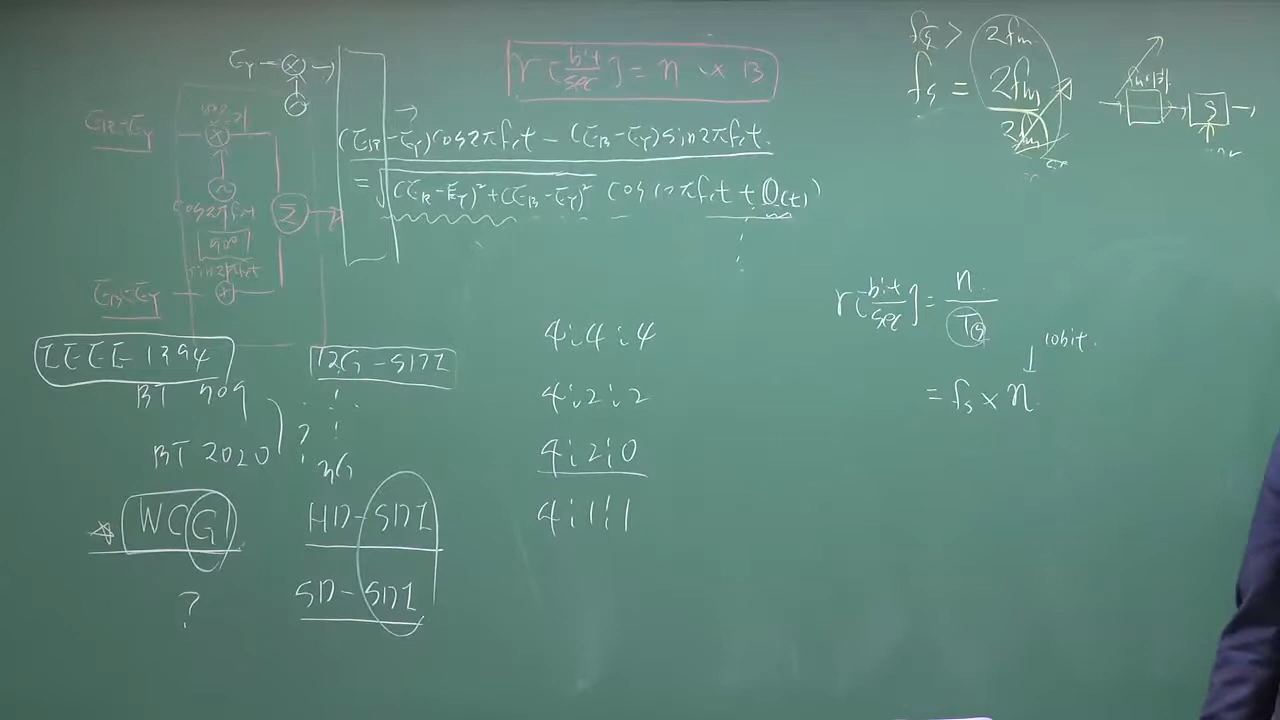 E_Y
r[bit/sec] = n × B
E_R-E_Y
(E_R-E_Y)cos2πf_ct - (E_B-E_Y)sin2πf_ct.
= √(E_R-E_Y)²+(E_B-E_Y)² cos(2πf_ct + θ(t))
cos2πf_ct
90°
sin2πf_ct
Σ
E_B-E_Y
IEEE-1394
BT 709
BT 2020
?
WCG
?
12G-SDI
3G
HD-SDI
SD-SDI
4:4:4
4:2:2
4:2:0
4:1:1
f_s > 2f_m
f_s = 2f_m
2f_m
S
r[bit/sec] = n/T_s
10bit.
= f_s × n